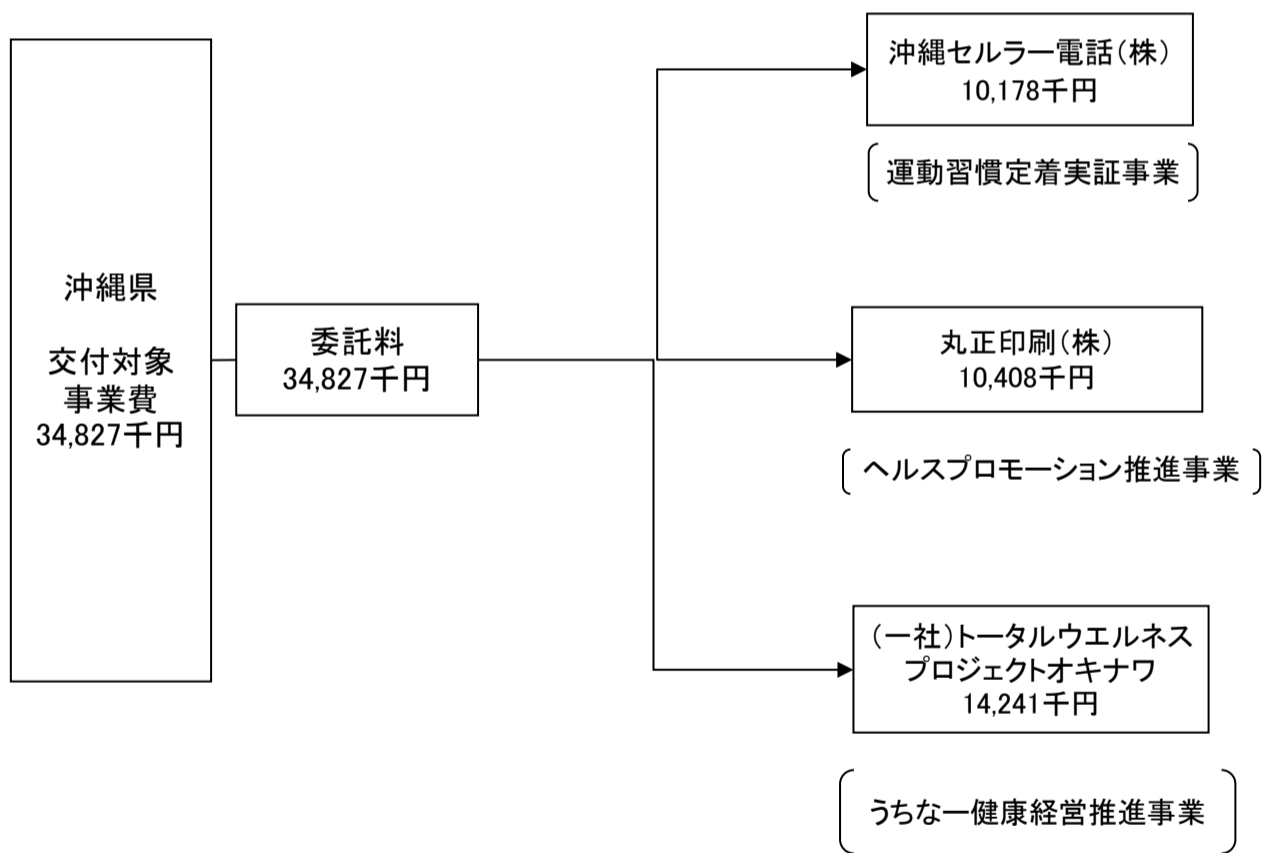 沖縄県
交付対象
事業費
34,827千円
委託料
34,827千円
沖縄セルラー電話(株)
10,178千円
運動習慣定着実証事業
丸正印刷(株)
10,408千円
ヘルスプロモーション推進事業
(一社)トータルウエルネス
プロジェクトオキナワ
14,241千円
うちなー健康経営推進事業